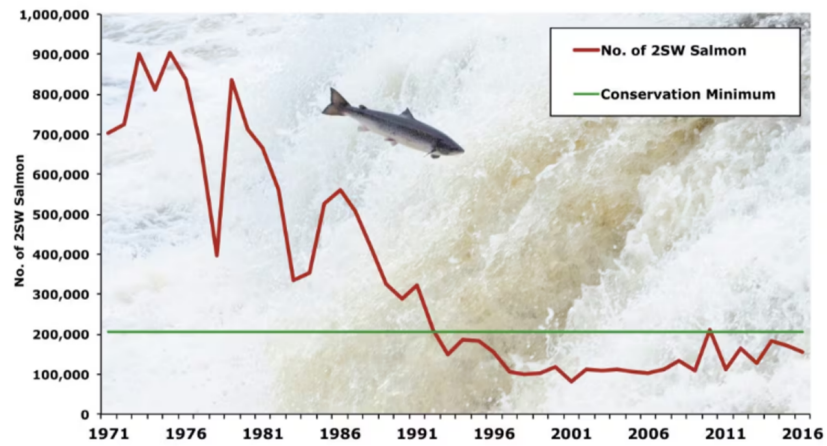 1,000,000
900,000
800,000
700,000
600,000
500,000
400,000
300,000
200,000
100,000
0
No. of 2SW Salmon
No. of 2SW Salmon
Conservation Minimum
1971 1976 1981 1986 1991 1996 2001 2006 2011 2016